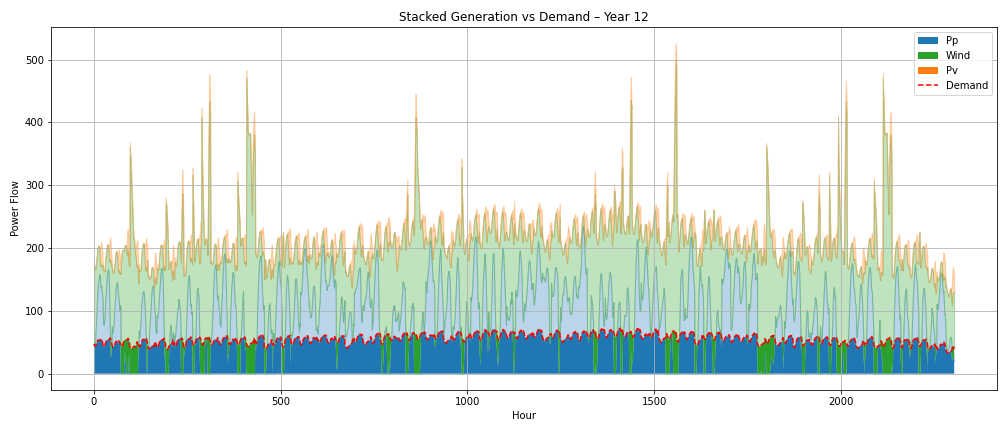 Stacked Generation vs Demand – Year 12
Pp
Wind
Pv
Demand
500
400
300
200
100
0
Power Flow
0 500 1000 1500 2000
Hour